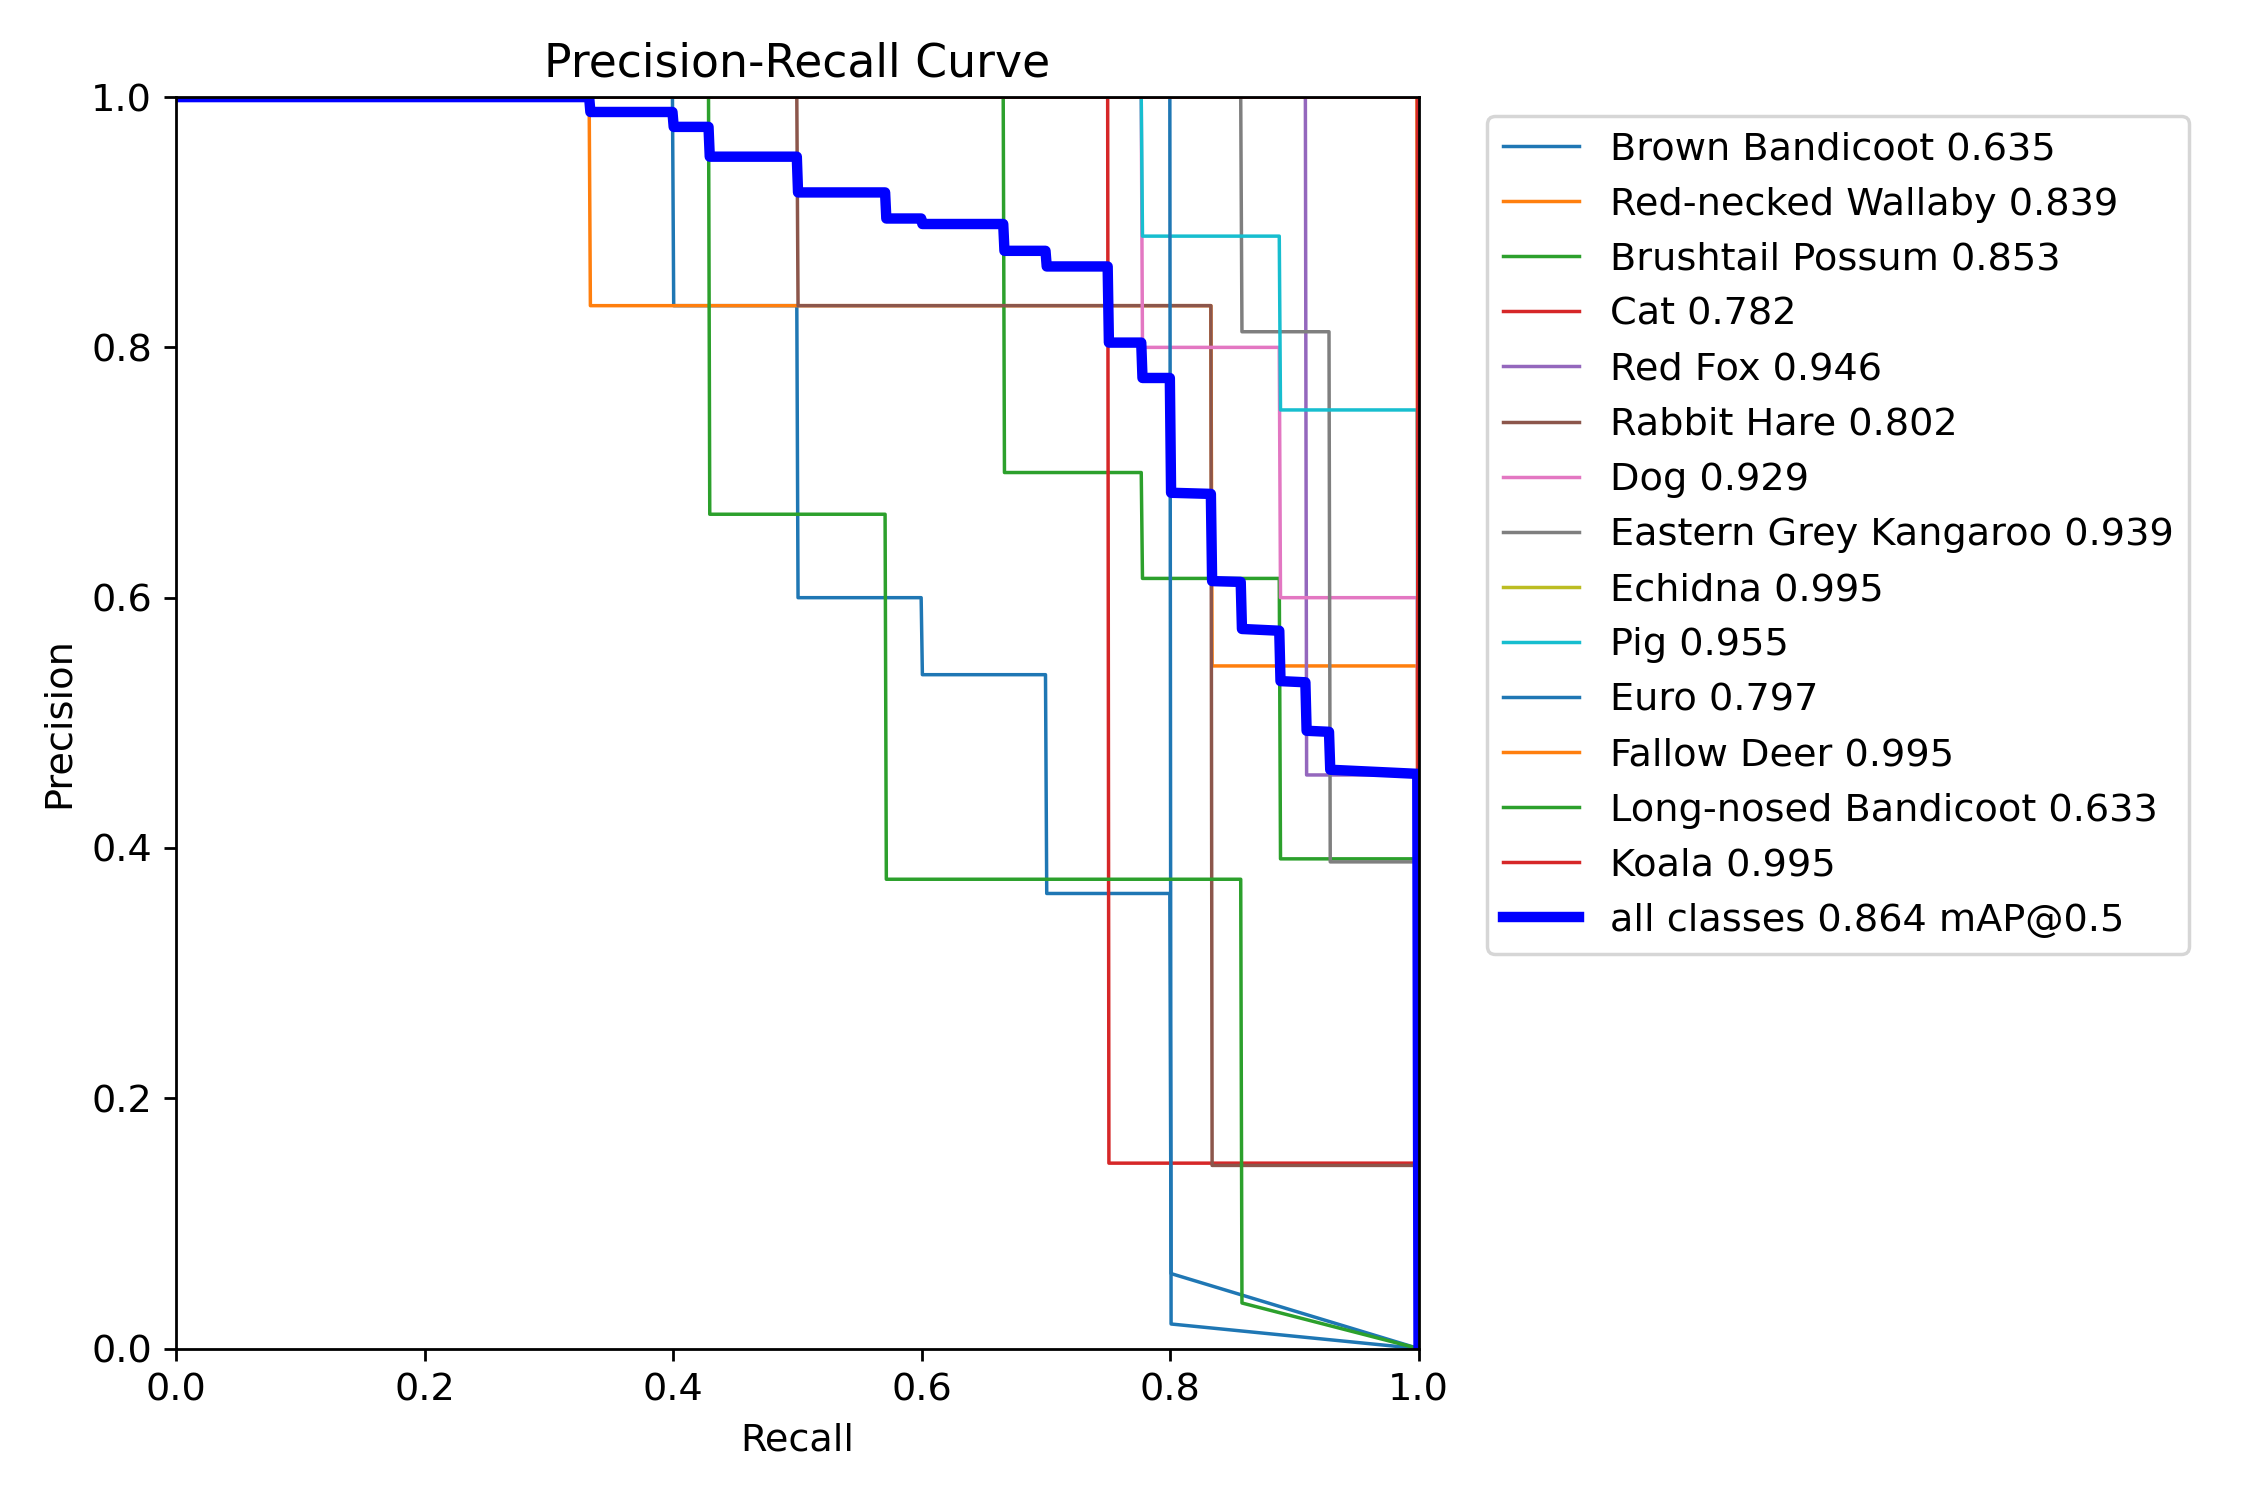 Precision-Recall Curve
1.0
0.8
0.6
0.4
0.2
0.0
Precision
0.0 0.2 0.4 0.6 0.8 1.0
Recall
Brown Bandicoot 0.635
Red-necked Wallaby 0.839
Brushtail Possum 0.853
Cat 0.782
Red Fox 0.946
Rabbit Hare 0.802
Dog 0.929
Eastern Grey Kangaroo 0.939
Echidna 0.995
Pig 0.955
Euro 0.797
Fallow Deer 0.995
Long-nosed Bandicoot 0.633
Koala 0.995
all classes 0.864 mAP@0.5